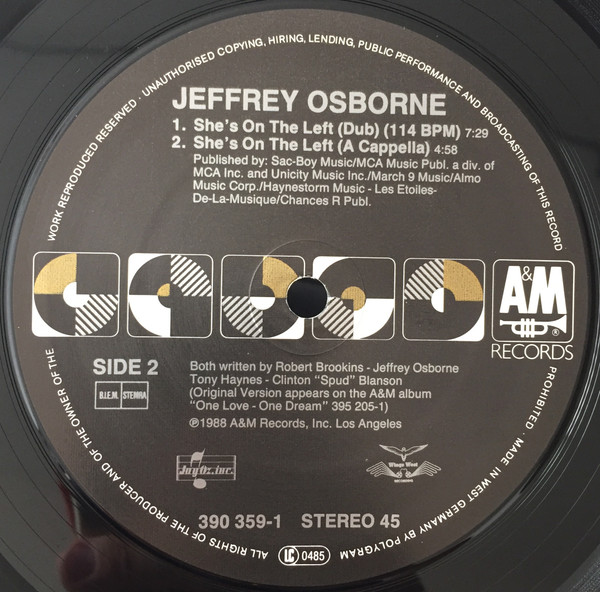 WORK REPRODUCED RESERVED · UNAUTHORISED COPYING, HIRING, LENDING, PUBLIC PERFORMANCE AND BROADCASTING OF THIS RECORD
JEFFREY OSBORNE
1. She's On The Left (Dub) (114 BPM) 7:29
2. She's On The Left (A Cappella) 4:58
Published by: Sac-Boy Music/MCA Music Publ. a div. of
MCA Inc. and Unicity Music Inc./March 9 Music/Almo
Music Corp./Haynestorm Music - Les Etoiles-
De-La-Musique/Chances R Publ.
A&M
®
RECORDS
SIDE 2
B.I.E.M. STEMRA
Both written by Robert Brookins - Jeffrey Osborne
Tony Haynes - Clinton "Spud" Blanson
(Original Version appears on the A&M album
"One Love - One Dream" 395 205-1)
℗1988 A&M Records, Inc. Los Angeles
JayOz, inc.
Wings West
RECORDS
390 359-1 STEREO 45
LC 0485
ALL RIGHTS OF THE PRODUCER AND OF THE OWNER OF THE
PROHIBITED · MADE IN WEST GERMANY BY POLYGRAM